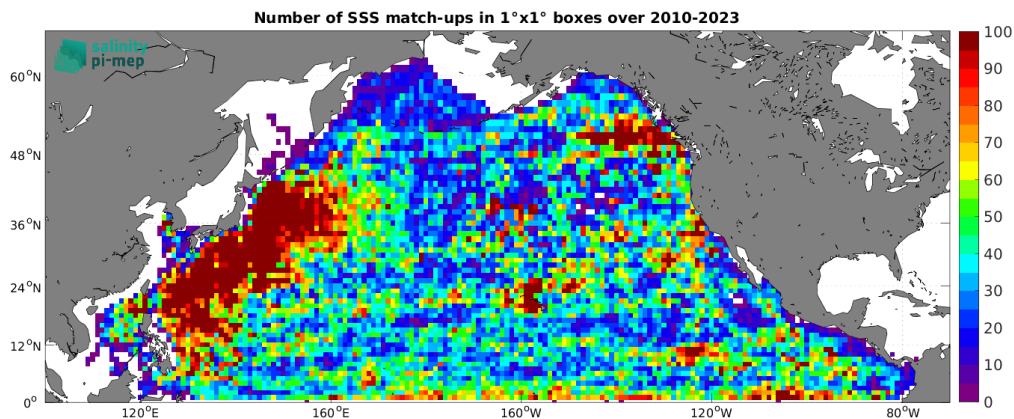 Number of SSS match-ups in 1°x1° boxes over 2010-2023
salinity
pi-mep
60°N
48°N
36°N
24°N
12°N
0°
120°E
160°E
160°W
120°W
80°W
100
90
80
70
60
50
40
30
20
10
0